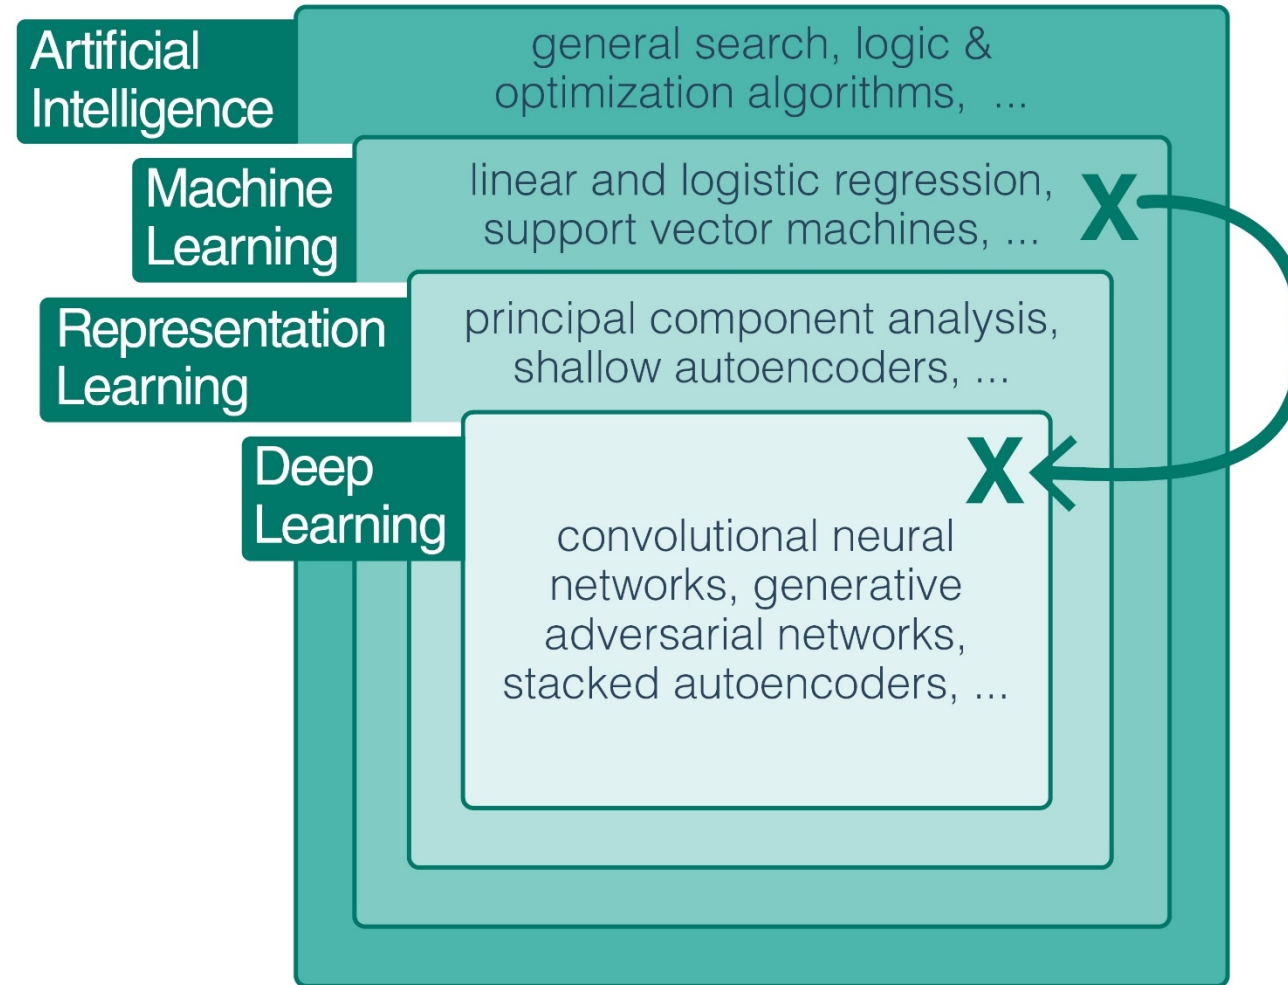 Artificial
Intelligence
general search, logic &
optimization algorithms, ...
Machine
Learning
linear and logistic regression,
support vector machines, ...
X
Representation
Learning
principal component analysis,
shallow autoencoders, ...
Deep
Learning
X
convolutional neural
networks, generative
adversarial networks,
stacked autoencoders, ...